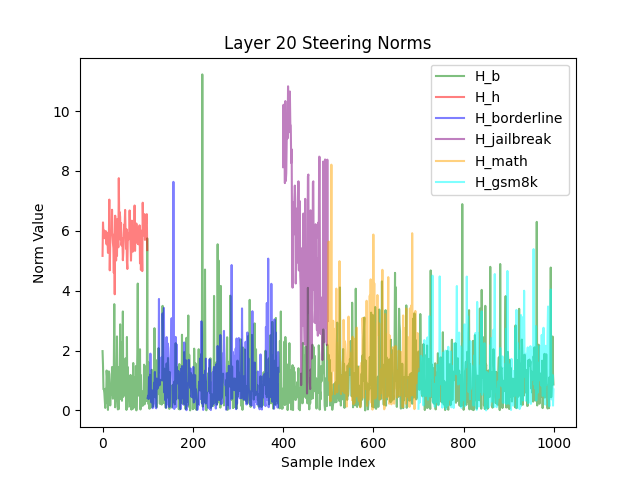 Layer 20 Steering Norms
Norm Value
10
8
6
4
2
0
0
200
400
600
800
1000
Sample Index
H_b
H_h
H_borderline
H_jailbreak
H_math
H_gsm8k